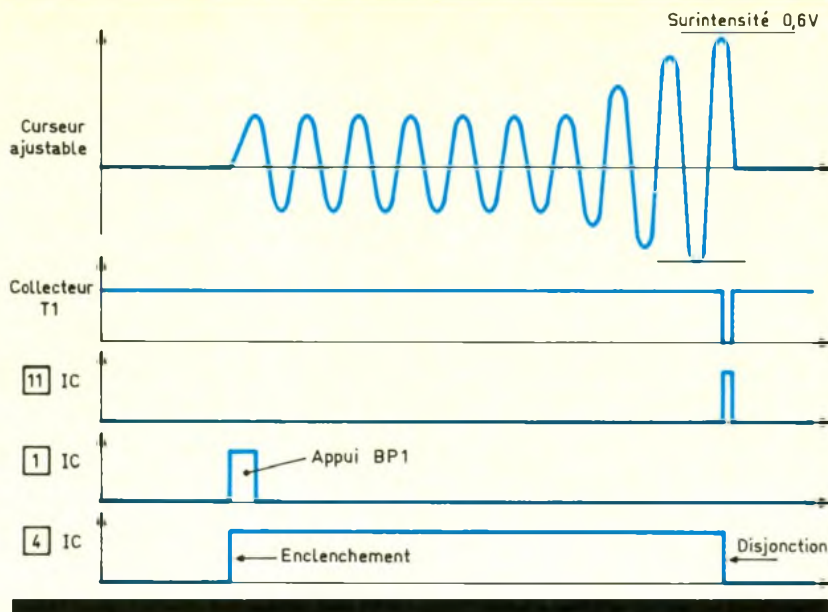 Surintensité 0,6V
Curseur
ajustable
Collecteur
T1
11 IC
1 IC
Appui BP1
4 IC
Enclenchement
Disjonction